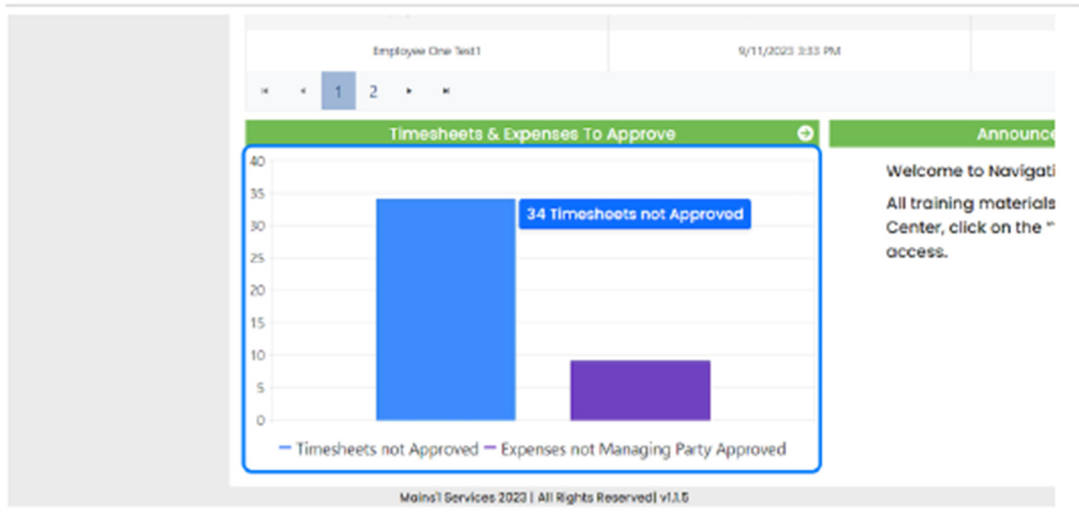 Employee One Test1 9/11/2023 3:33 PM
1 2
Timesheets & Expenses To Approve Announce
40
35
30
25
20
15
10
5
0
34 Timesheets not Approved
Timesheets not Approved Expenses not Managing Party Approved
Welcome to Navigati
All training materials
Center, click on the "
access.
Mains'l Services 2023 | All Rights Reserved| v1.1.5